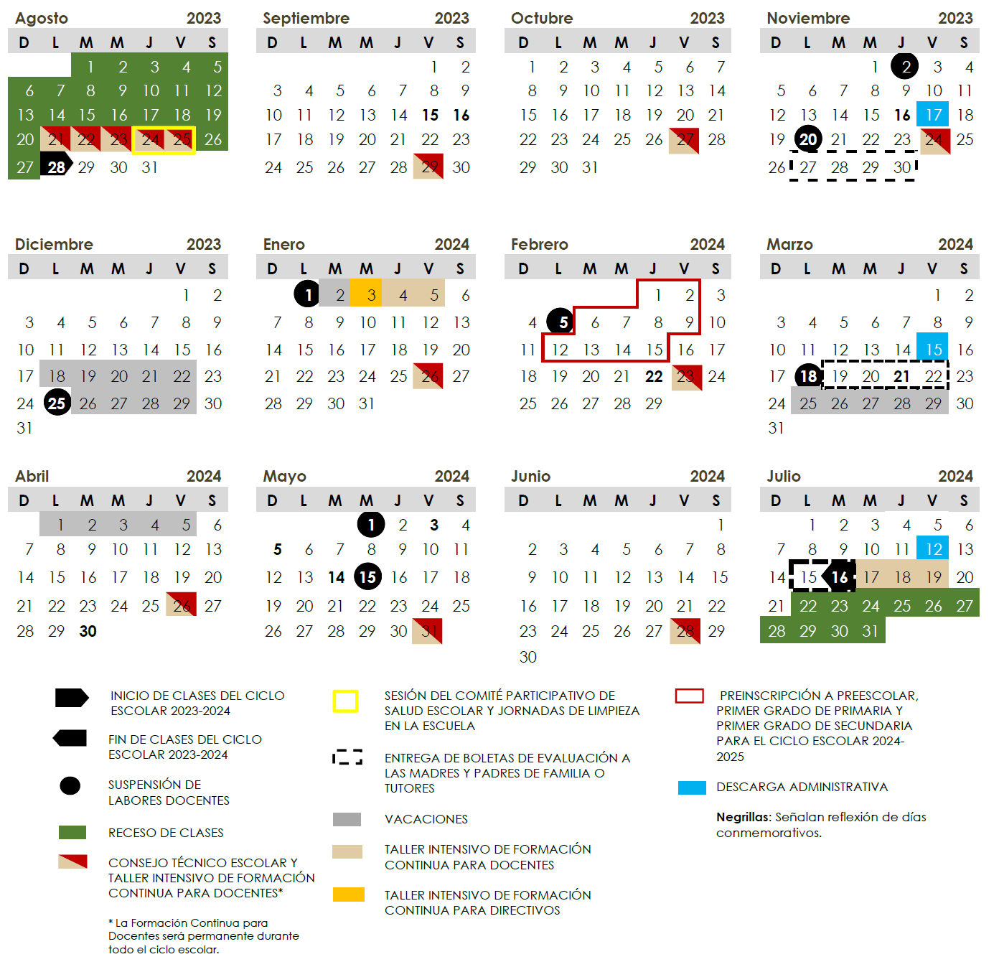 Agosto 2023
D L M M J V S
1 2 3 4 5
6 7 8 9 10 11 12
13 14 15 16 17 18 19
20 21 22 23 24 25 26
27 28 29 30 31
Septiembre 2023
D L M M J V S
1 2
3 4 5 6 7 8 9
10 11 12 13 14 15 16
17 18 19 20 21 22 23
24 25 26 27 28 29 30
Octubre 2023
D L M M J V S
1 2 3 4 5 6 7
8 9 10 11 12 13 14
15 16 17 18 19 20 21
22 23 24 25 26 27 28
29 30 31
Noviembre 2023
D L M M J V S
1 2 3 4
5 6 7 8 9 10 11
12 13 14 15 16 17 18
19 20 21 22 23 24 25
26 27 28 29 30
Diciembre 2023
D L M M J V S
1 2
3 4 5 6 7 8 9
10 11 12 13 14 15 16
17 18 19 20 21 22 23
24 25 26 27 28 29 30
31
Enero 2024
D L M M J V S
1 2 3 4 5 6
7 8 9 10 11 12 13
14 15 16 17 18 19 20
21 22 23 24 25 26 27
28 29 30 31
Febrero 2024
D L M M J V S
1 2 3
4 5 6 7 8 9 10
11 12 13 14 15 16 17
18 19 20 21 22 23 24
25 26 27 28 29
Marzo 2024
D L M M J V S
1 2
3 4 5 6 7 8 9
10 11 12 13 14 15 16
17 18 19 20 21 22 23
24 25 26 27 28 29 30
31
Abril 2024
D L M M J V S
1 2 3 4 5 6
7 8 9 10 11 12 13
14 15 16 17 18 19 20
21 22 23 24 25 26 27
28 29 30
Mayo 2024
D L M M J V S
1 2 3 4
5 6 7 8 9 10 11
12 13 14 15 16 17 18
19 20 21 22 23 24 25
26 27 28 29 30 31
Junio 2024
D L M M J V S
1
2 3 4 5 6 7 8
9 10 11 12 13 14 15
16 17 18 19 20 21 22
23 24 25 26 27 28 29
30
Julio 2024
D L M M J V S
1 2 3 4 5 6
7 8 9 10 11 12 13
14 15 16 17 18 19 20
21 22 23 24 25 26 27
28 29 30 31
INICIO DE CLASES DEL CICLO
ESCOLAR 2023-2024
FIN DE CLASES DEL CICLO
ESCOLAR 2023-2024
SUSPENSIÓN DE
LABORES DOCENTES
RECESO DE CLASES
CONSEJO TÉCNICO ESCOLAR Y
TALLER INTENSIVO DE FORMACIÓN
CONTINUA PARA DOCENTES*
* La Formación Continua para
Docentes será permanente durante
todo el ciclo escolar.
SESIÓN DEL COMITÉ PARTICIPATIVO DE
SALUD ESCOLAR Y JORNADAS DE LIMPIEZA
EN LA ESCUELA
ENTREGA DE BOLETAS DE EVALUACIÓN A
LAS MADRES Y PADRES DE FAMILIA O
TUTORES
VACACIONES
TALLER INTENSIVO DE FORMACIÓN
CONTINUA PARA DOCENTES
TALLER INTENSIVO DE FORMACIÓN
CONTINUA PARA DIRECTIVOS
PREINSCRIPCIÓN A PREESCOLAR,
PRIMER GRADO DE PRIMARIA Y
PRIMER GRADO DE SECUNDARIA
PARA EL CICLO ESCOLAR 2024-
2025
DESCARGA ADMINISTRATIVA
Negrillas: Señalan reflexión de días
conmemorativos.